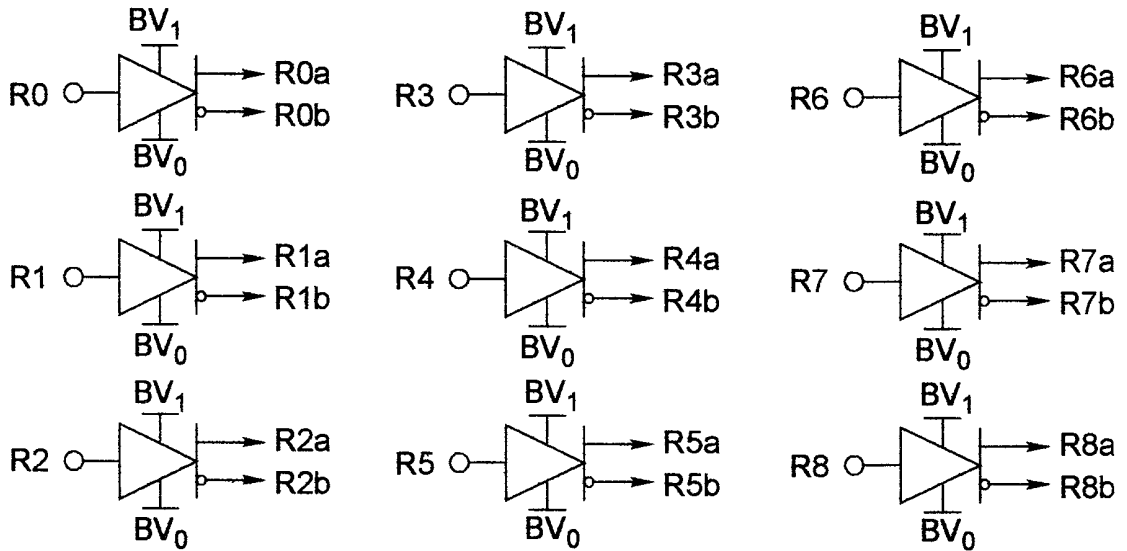 BV₁ BV₁ BV₁
R0 R0a R3 R3a R6 R6a
R0b R3b R6b
BV₀ BV₀ BV₀
BV₁ BV₁ BV₁
R1 R1a R4 R4a R7 R7a
R1b R4b R7b
BV₀ BV₀ BV₀
BV₁ BV₁ BV₁
R2 R2a R5 R5a R8 R8a
R2b R5b R8b
BV₀ BV₀ BV₀